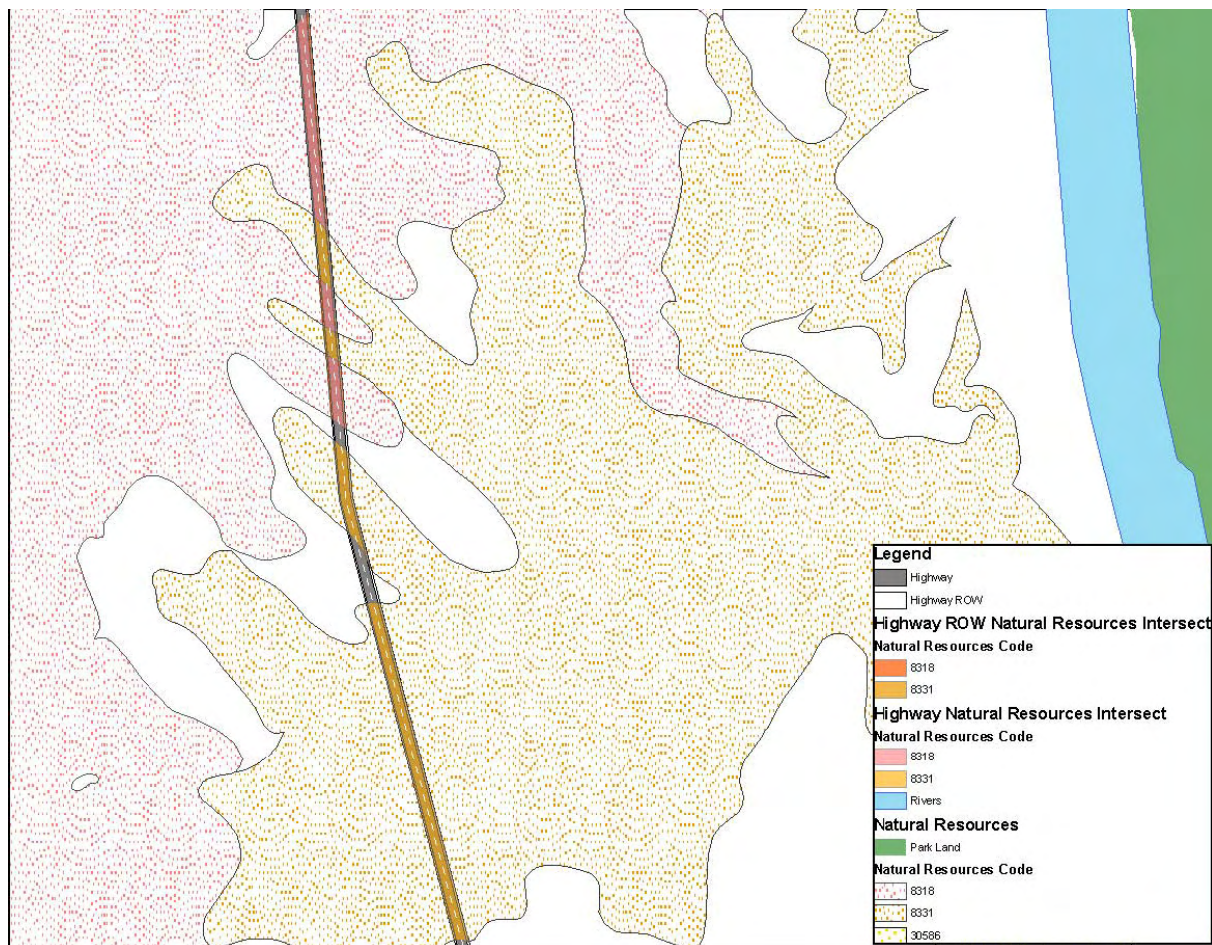 Legend
Highway
Highway ROW
Highway ROW Natural Resources Intersect
Natural Resources Code
8318
8331
Highway Natural Resources Intersect
Natural Resources Code
8318
8331
Rivers
Natural Resources
Park Land
Natural Resources Code
8318
8331
30586